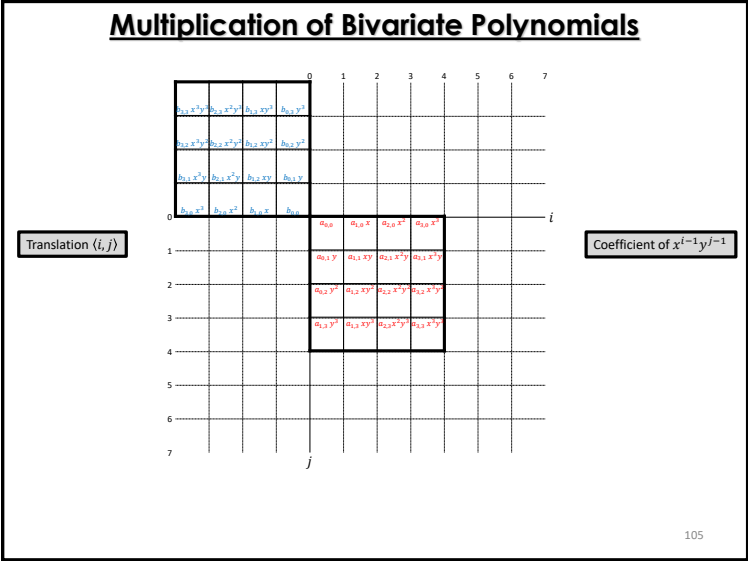 Multiplication of Bivariate Polynomials
0 1 2 3 4 5 6 7
b₃,₃ x³y³ b₂,₃ x²y³ b₁,₃ xy³ b₀,₃ y³
b₃,₂ x³y² b₂,₂ x²y² b₁,₂ xy² b₀,₂ y²
b₃,₁ x³y b₂,₁ x²y b₁,₂ xy b₀,₁ y
b₃,₀ x³ b₂,₀ x² b₁,₀ x b₀,₀
0 i
a₀,₀ a₁,₀ x a₂,₀ x² a₃,₀ x³
Translation ⟨i, j⟩
Coefficient of xⁱ⁻¹yʲ⁻¹
1 a₀,₁ y a₁,₁ xy a₂,₁ x²y a₃,₁ x³y
2 a₀,₂ y² a₁,₂ xy² a₂,₂ x²y² a₃,₂ x³y²
3 a₁,₃ y³ a₁,₃ xy³ a₂,₃ x²y³ a₃,₃ x³y³
4
5
6
7
j
105